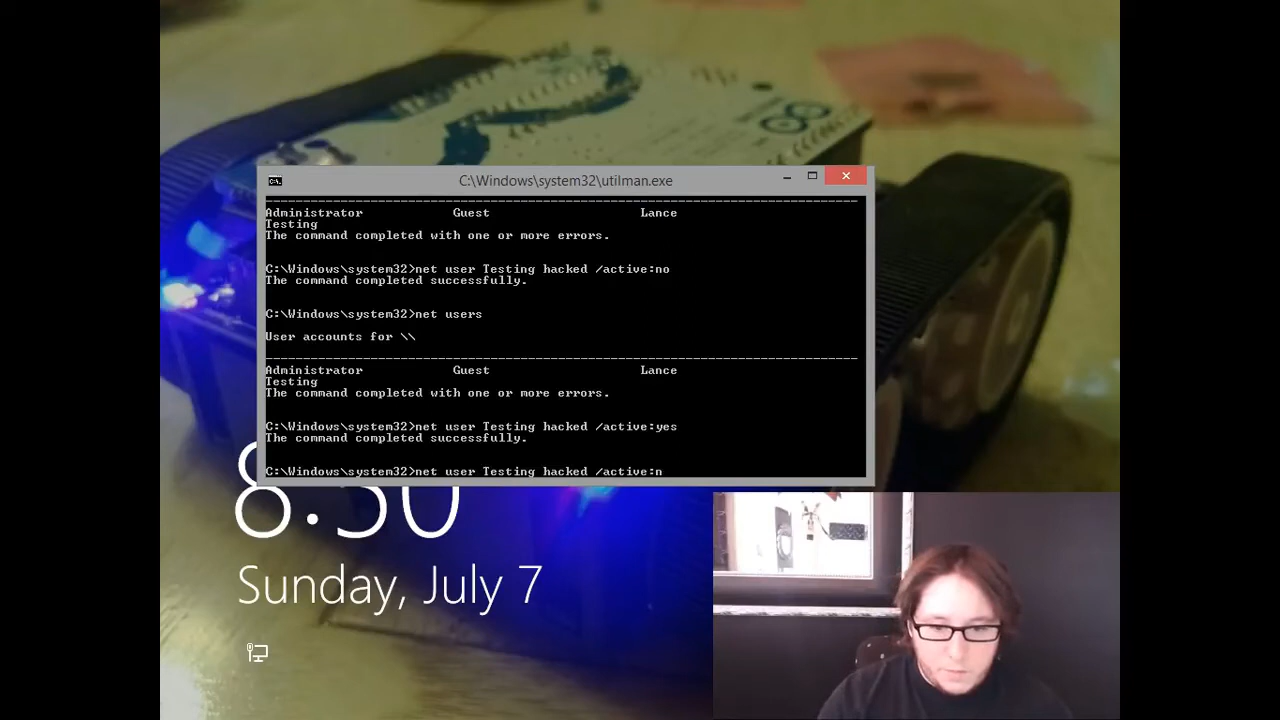 C:\Windows\system32\utilman.exe
Administrator Guest Lance
Testing
The command completed with one or more errors.
C:\Windows\system32>net user Testing hacked /active:no
The command completed successfully.
C:\Windows\system32>net users
User accounts for \\
Administrator Guest Lance
Testing
The command completed with one or more errors.
C:\Windows\system32>net user Testing hacked /active:yes
The command completed successfully.
C:\Windows\system32>net user Testing hacked /active:n
8:30
Sunday, July 7